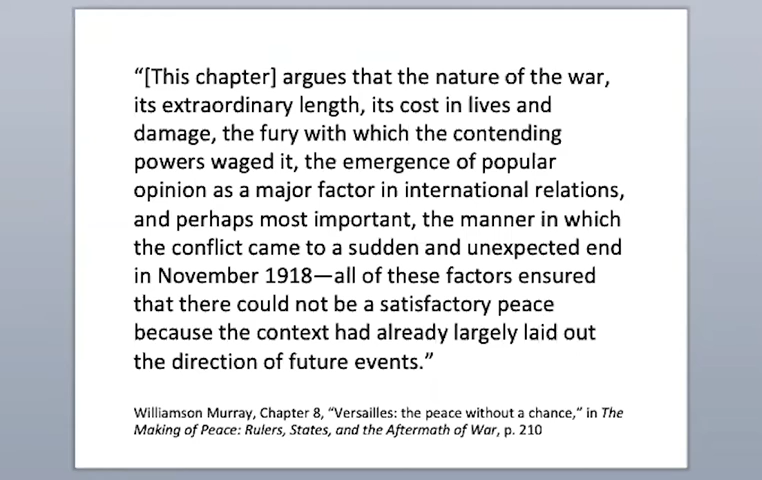 “[This chapter] argues that the nature of the war,
its extraordinary length, its cost in lives and
damage, the fury with which the contending
powers waged it, the emergence of popular
opinion as a major factor in international relations,
and perhaps most important, the manner in which
the conflict came to a sudden and unexpected end
in November 1918—all of these factors ensured
that there could not be a satisfactory peace
because the context had already largely laid out
the direction of future events.”
Williamson Murray, Chapter 8, “Versailles: the peace without a chance,” in The
Making of Peace: Rulers, States, and the Aftermath of War, p. 210